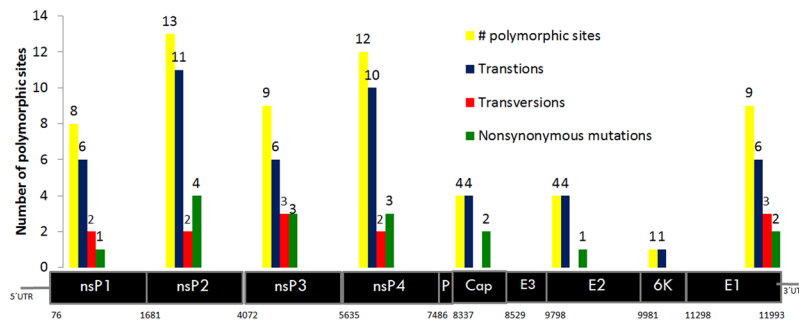 Number of polymorphic sites
14
12
10
8
6
4
2
0
# polymorphic sites
Transtions
Transversions
Nonsynonymous mutations
8 6 2 1
13 11 2 4
9 6 3 3
12 10 2 3
4 4 2
4 4 1
1 1
9 6 3 2
5´UTR nsP1 nsP2 nsP3 nsP4 P Cap E3 E2 6K E1 3´UT
76 1681 4072 5635 7486 8337 8529 9798 9981 11298 11993